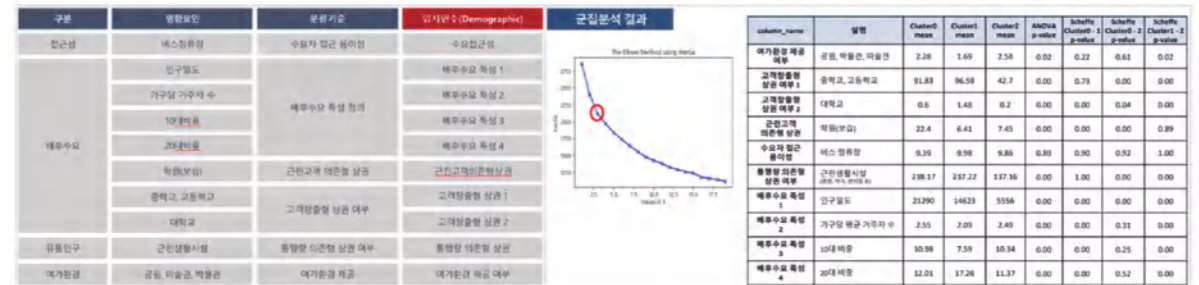 구분 영향요인 분류기준 입지변수(Demographic)
접근성 버스정류장 수요자 접근 용이성 수요접근성
배후수요 인구밀도 배후수요 특성 정의 배후수요 특성 1
가구당 거주자 수 배후수요 특성 2
10대비율 배후수요 특성 3
20대비율 배후수요 특성 4
학원(보습) 근린고객 의존형 상권 근린고객의존형상권
중학교, 고등학교 고객창출형 상권 여부 고객창출형 상권 1
대학교 고객창출형 상권 2
유동인구 근린생활시설 통행량 의존형 상권 여부 통행량 의존형 상권
여가환경 공원, 미술관, 박물관 여가환경 제공 여가환경 제공 여부
군집분석 결과
The Elbow Method using Inertia
Values of K
column_name 설명 Cluster0 mean Cluster1 mean Cluster2 mean ANOVA p-value Scheffe Cluster0 - 1 p-value Scheffe Cluster0 - 2 p-value Scheffe Cluster1 - 2 p-value
여가환경 제공 여부 공원, 박물관, 미술관 2.28 1.69 2.58 0.02 0.22 0.61 0.02
고객창출형 상권 여부 1 중학교, 고등학교 91.83 96.59 42.7 0.00 0.73 0.00 0.00
고객창출형 상권 여부 2 대학교 0.6 1.48 0.2 0.00 0.00 0.04 0.00
근린고객 의존형 상권 학원(보습) 22.4 6.41 7.45 0.00 0.00 0.00 0.89
수요자 접근 용이성 버스 정류장 9.39 9.98 9.86 0.89 0.90 0.92 1.00
통행량 의존형 상권 여부 근린생활시설 238.17 237.22 137.16 0.00 1.00 0.00 0.00
배후수요 특성 1 인구밀도 21290 14623 5556 0.00 0.00 0.00 0.00
배후수요 특성 2 가구당 평균 거주자 수 2.55 2.09 2.49 0.00 0.00 0.31 0.00
배후수요 특성 3 10대 비중 10.98 7.59 10.34 0.00 0.00 0.25 0.00
배후수요 특성 4 20대 비중 12.01 17.26 11.37 0.00 0.00 0.52 0.00